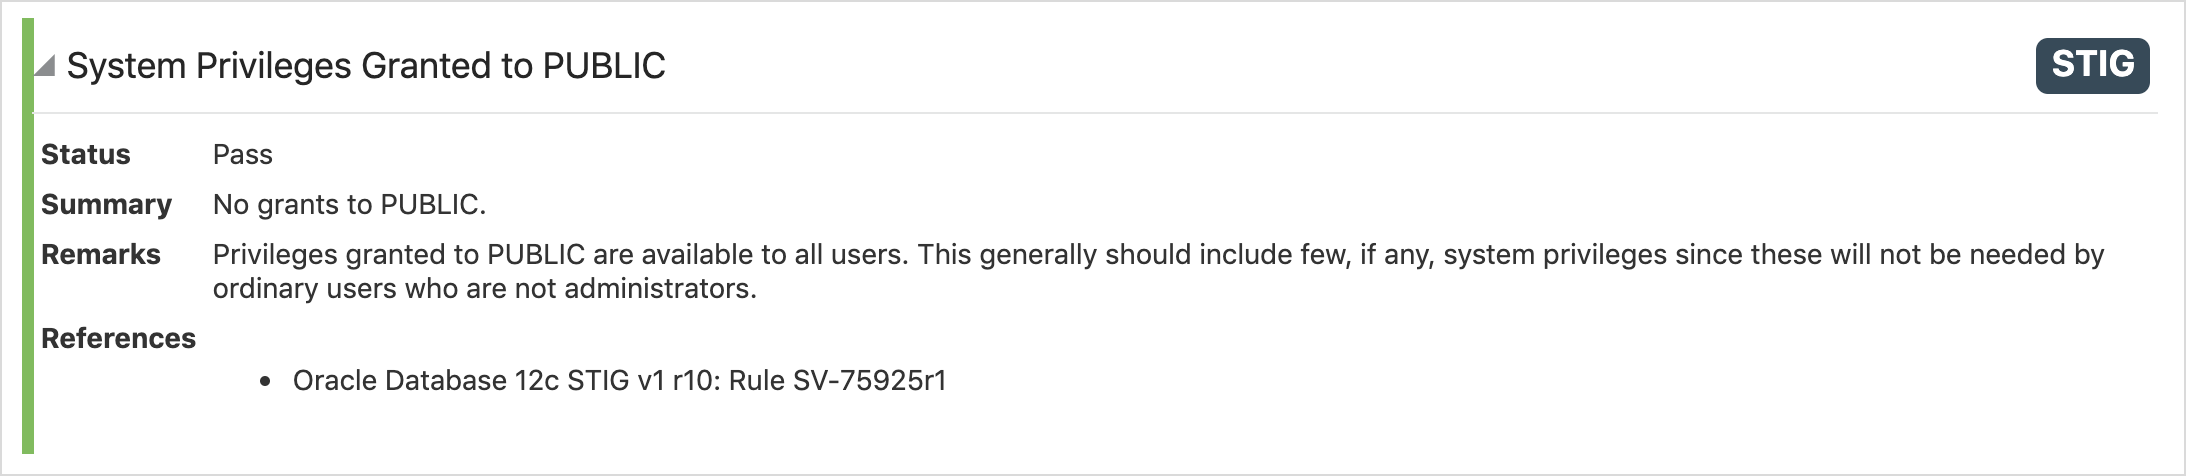 System Privileges Granted to PUBLIC
STIG
Status Pass
Summary No grants to PUBLIC.
Remarks Privileges granted to PUBLIC are available to all users. This generally should include few, if any, system privileges since these will not be needed by
ordinary users who are not administrators.
References
• Oracle Database 12c STIG v1 r10: Rule SV-75925r1